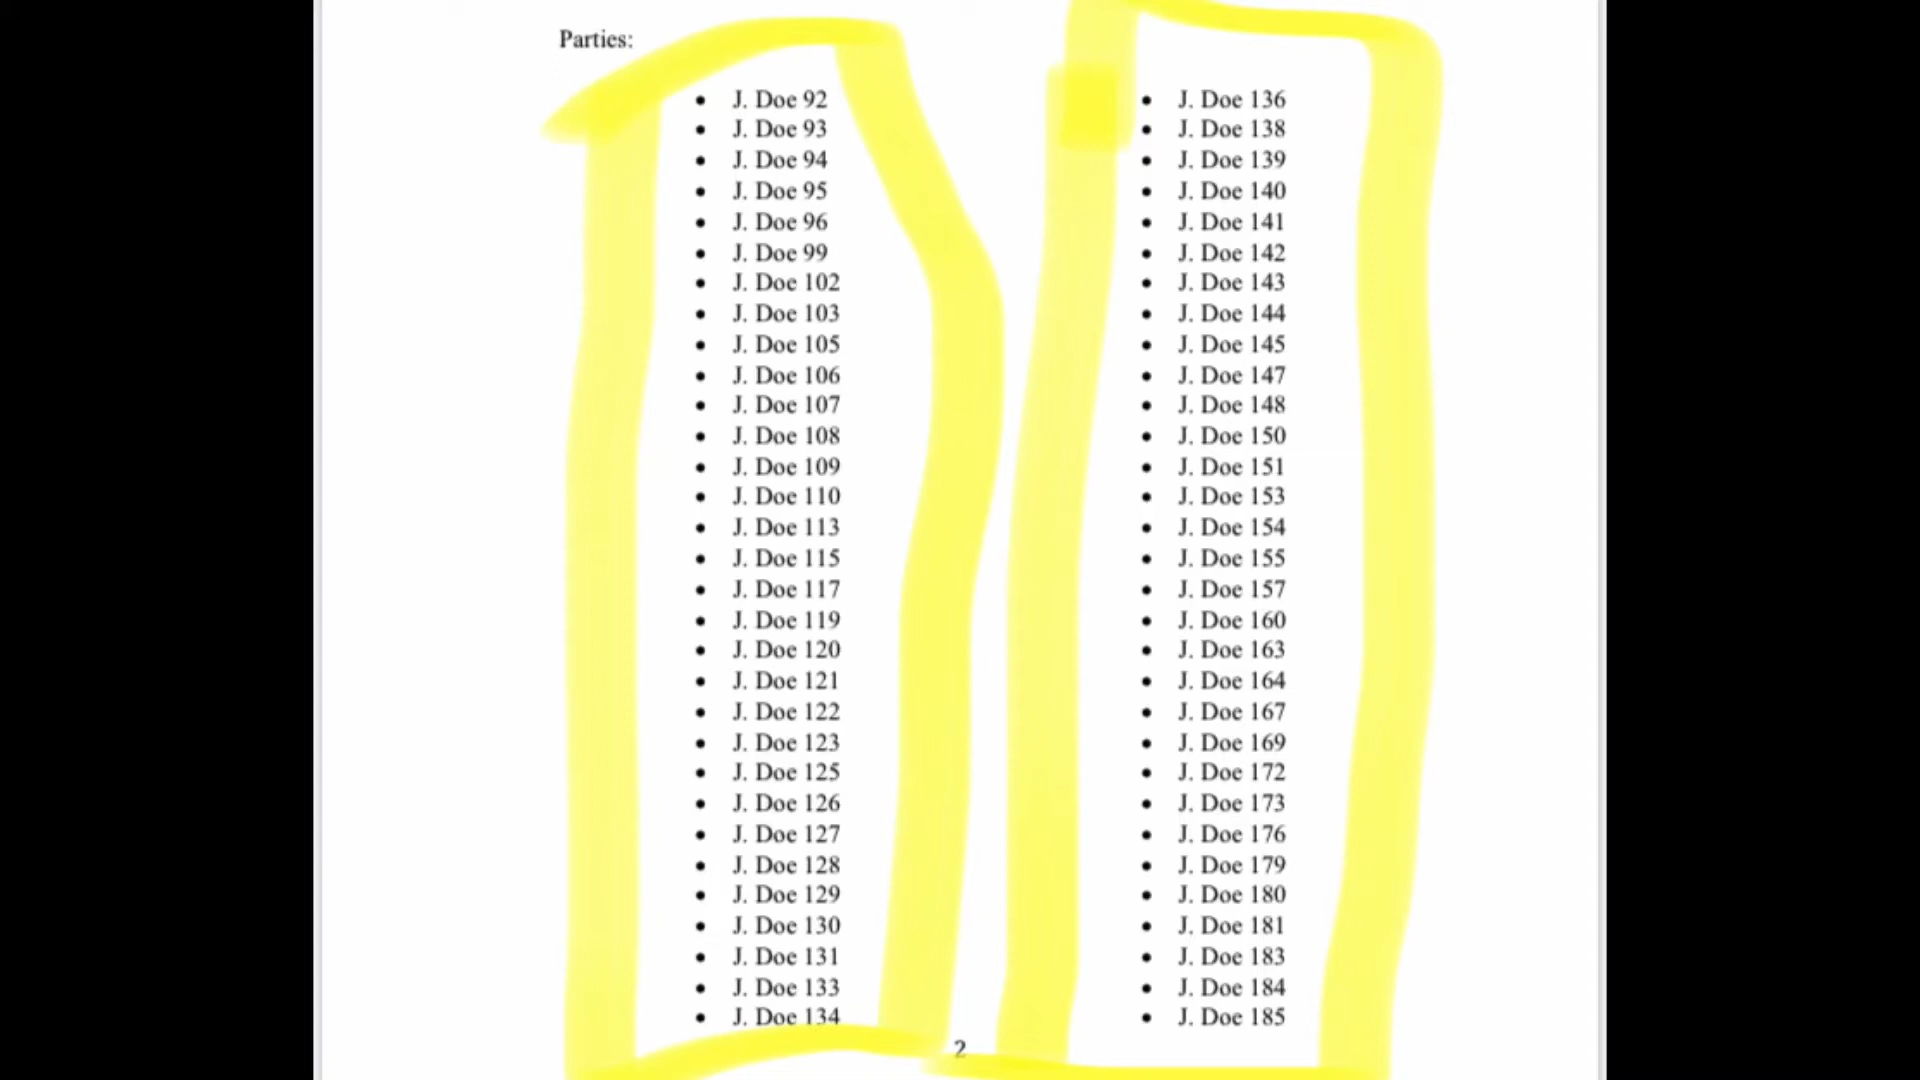 Parties:
J. Doe 92
J. Doe 93
J. Doe 94
J. Doe 95
J. Doe 96
J. Doe 99
J. Doe 102
J. Doe 103
J. Doe 105
J. Doe 106
J. Doe 107
J. Doe 108
J. Doe 109
J. Doe 110
J. Doe 113
J. Doe 115
J. Doe 117
J. Doe 119
J. Doe 120
J. Doe 121
J. Doe 122
J. Doe 123
J. Doe 125
J. Doe 126
J. Doe 127
J. Doe 128
J. Doe 129
J. Doe 130
J. Doe 131
J. Doe 133
J. Doe 134
J. Doe 136
J. Doe 138
J. Doe 139
J. Doe 140
J. Doe 141
J. Doe 142
J. Doe 143
J. Doe 144
J. Doe 145
J. Doe 147
J. Doe 148
J. Doe 150
J. Doe 151
J. Doe 153
J. Doe 154
J. Doe 155
J. Doe 157
J. Doe 160
J. Doe 163
J. Doe 164
J. Doe 167
J. Doe 169
J. Doe 172
J. Doe 173
J. Doe 176
J. Doe 179
J. Doe 180
J. Doe 181
J. Doe 183
J. Doe 184
J. Doe 185
2